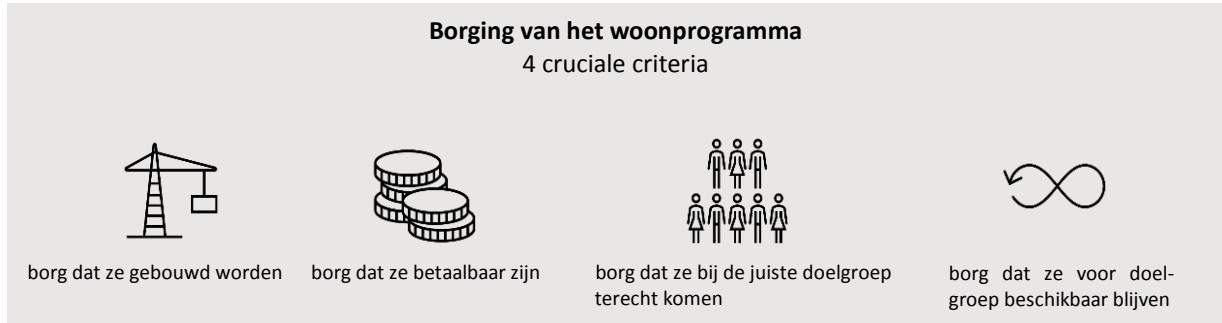 Borging van het woonprogramma
4 cruciale criteria
borg dat ze gebouwd worden
borg dat ze betaalbaar zijn
borg dat ze bij de juiste doelgroep
terecht komen
borg dat ze voor doel-
groep beschikbaar blijven